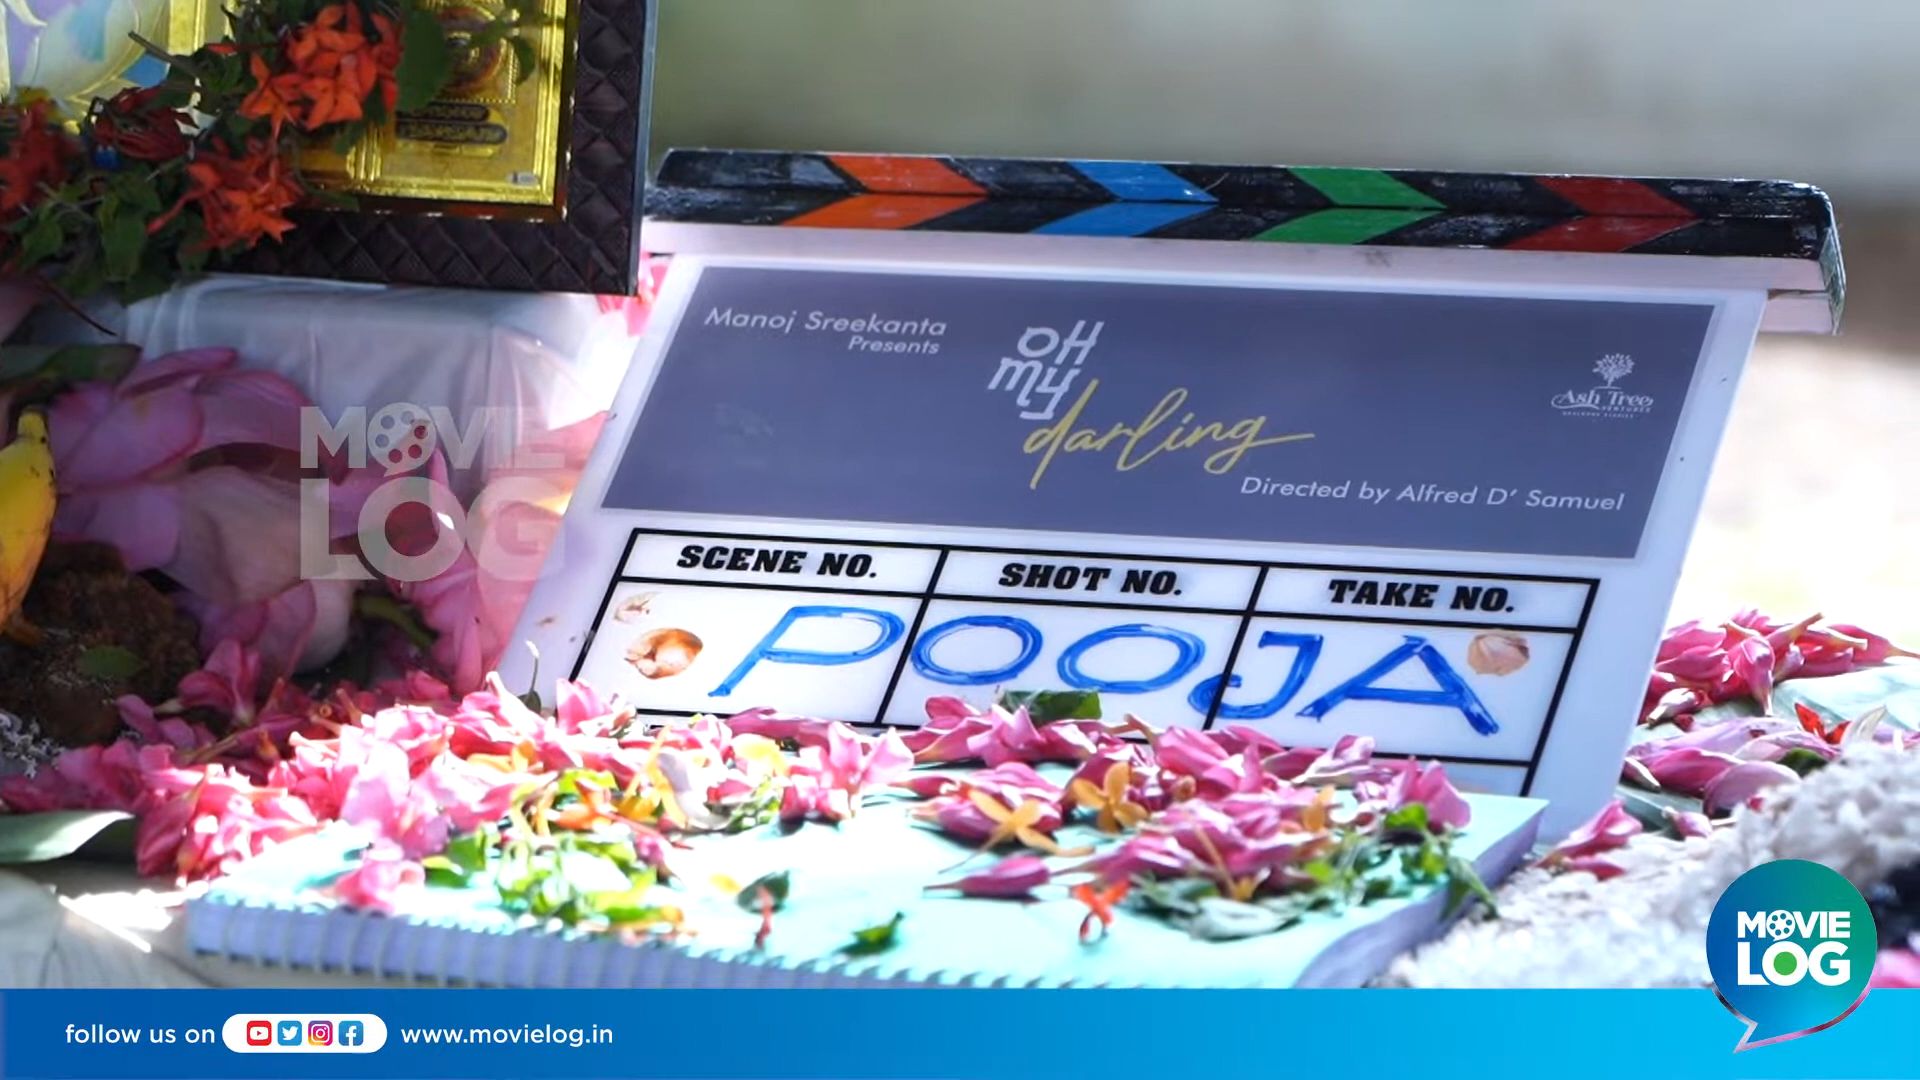 Manoj Sreekanta
Presents
OH
MY
darling
Ash Tree
VENTURES
Directed by Alfred D' Samuel
SCENE NO. SHOT NO. TAKE NO.
POOJA
MOVIE
LOG
MOVIE
LOG
follow us on www.movielog.in